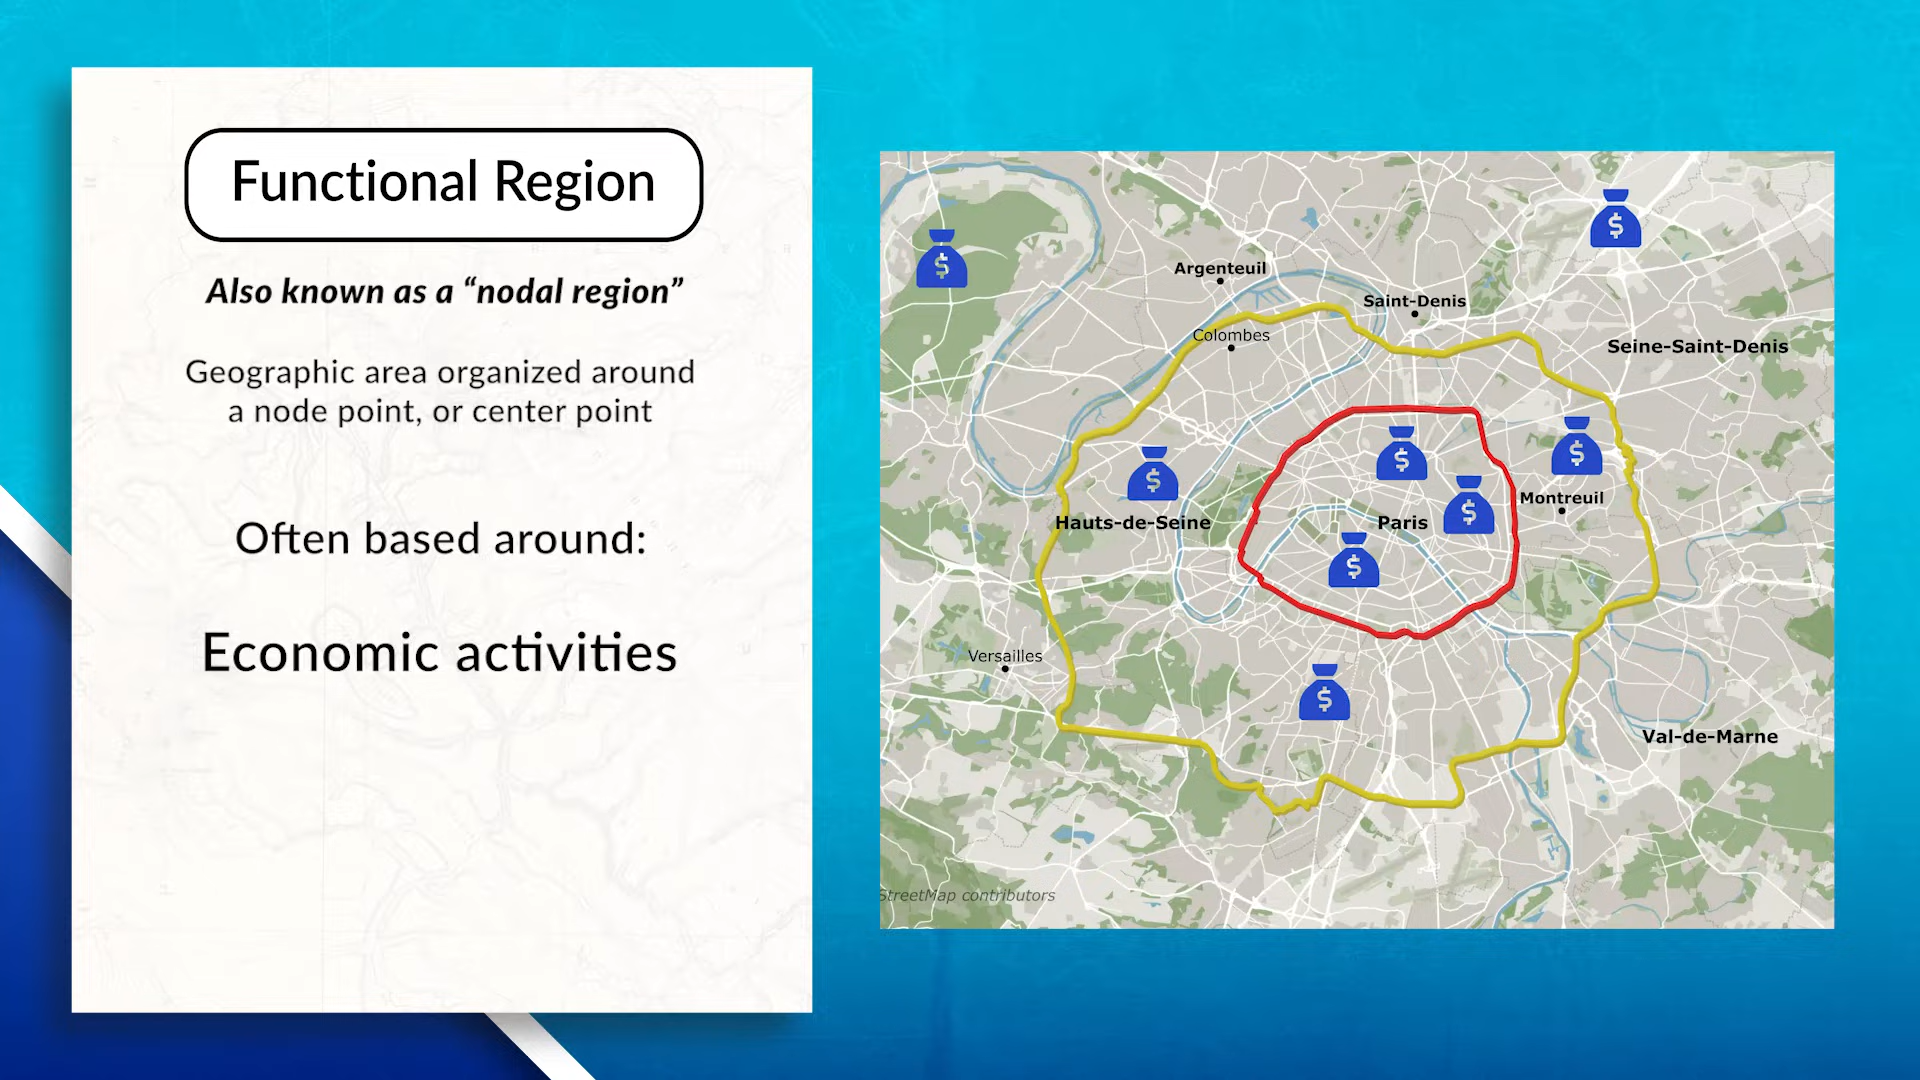 Functional Region
Also known as a “nodal region”
Geographic area organized around
a node point, or center point
Often based around:
Economic activities
$
$
Argenteuil
Saint-Denis
Colombes
Seine-Saint-Denis
$
$
$
$
Montreuil
Hauts-de-Seine
Paris
$
Versailles
$
Val-de-Marne
StreetMap contributors